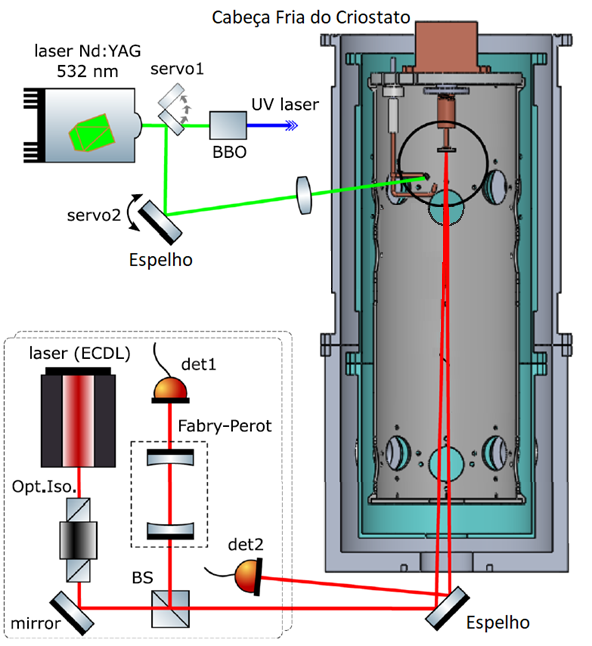 Cabeça Fria do Criostato
laser Nd:YAG
532 nm
servo1
UV laser
BBO
servo2
Espelho
laser (ECDL)
det1
Fabry-Perot
Opt.Iso.
det2
BS
mirror
Espelho